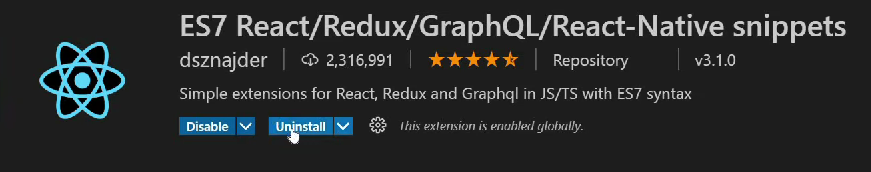 ES7 React/Redux/GraphQL/React-Native snippets
dsznajder 2,316,991 Repository v3.1.0
Simple extensions for React, Redux and Graphql in JS/TS with ES7 syntax
Disable Uninstall This extension is enabled globally.